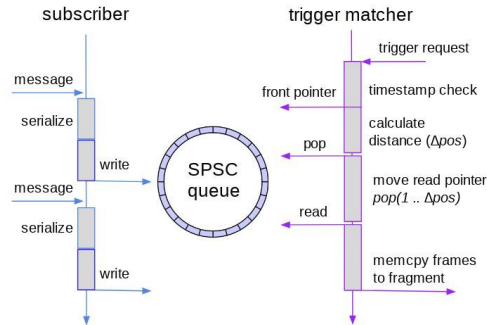 subscriber
trigger matcher
trigger request
message
timestamp check
front pointer
serialize
calculate
distance (Δpos)
pop
write
SPSC
queue
move read pointer
pop(1 .. Δpos)
message
serialize
read
write
memcpy frames
to fragment